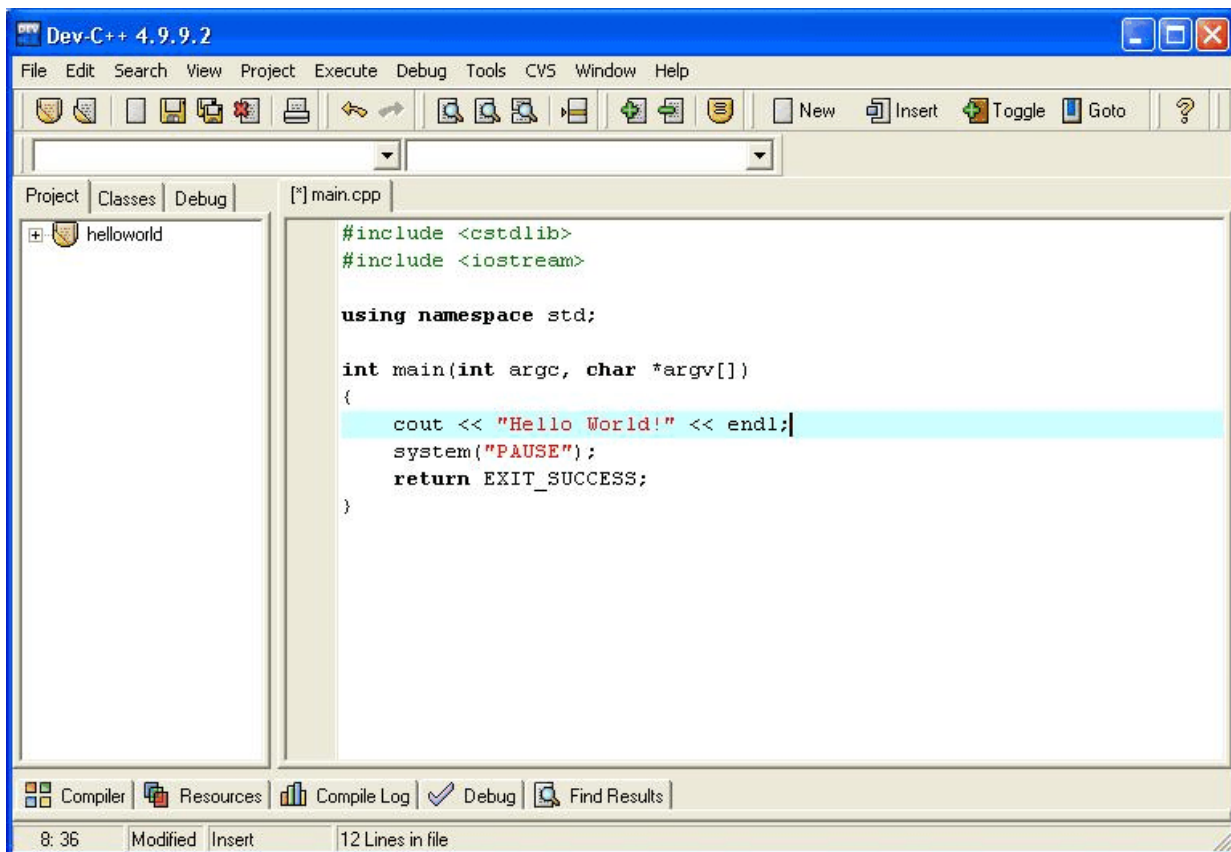 Dev-C++ 4.9.9.2
File Edit Search View Project Execute Debug Tools CVS Window Help
New Insert Toggle Goto
Project Classes Debug [*] main.cpp
helloworld
#include <cstdlib>
#include <iostream>
using namespace std;
int main(int argc, char *argv[])
{
    cout << "Hello World!" << endl;
    system("PAUSE");
    return EXIT_SUCCESS;
}
Compiler Resources Compile Log Debug Find Results
8: 36 Modified Insert 12 Lines in file